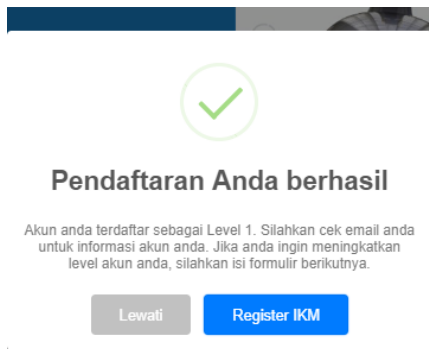 Pendaftaran Anda berhasil
Akun anda terdaftar sebagai Level 1. Silahkan cek email anda
untuk informasi akun anda. Jika anda ingin meningkatkan
level akun anda, silahkan isi formulir berikutnya.
Lewati
Register IKM